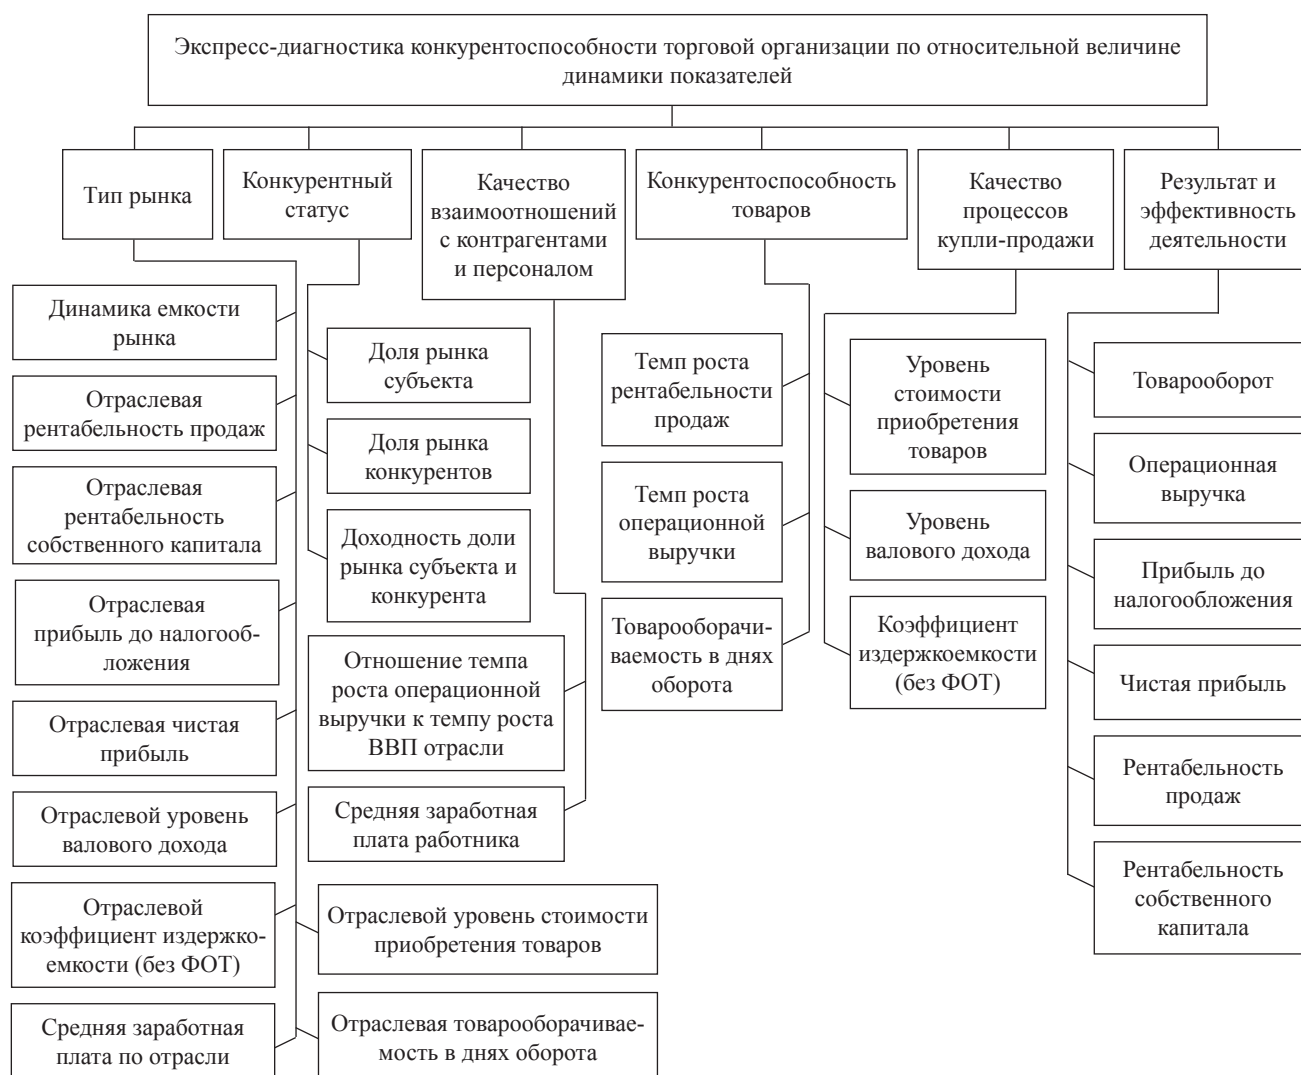 Экспресс-диагностика конкурентоспособности торговой организации по относительной величине
динамики показателей
Тип рынка
Конкурентный
статус
Качество
взаимоотношений
с контрагентами
и персоналом
Конкурентоспособность
товаров
Качество
процессов
купли-продажи
Результат и
эффективность
деятельности
Динамика емкости
рынка
Отраслевая
рентабельность продаж
Отраслевая
рентабельность
собственного капитала
Отраслевая
прибыль до налогооб-
ложения
Отраслевая чистая
прибыль
Отраслевой уровень
валового дохода
Отраслевой
коэффициент издержко-
емкости (без ФОТ)
Средняя заработная
плата по отрасли
Отраслевой уровень стоимости
приобретения товаров
Отраслевая товарооборачивае-
мость в днях оборота
Доля рынка
субъекта
Доля рынка
конкурентов
Доходность доли
рынка субъекта и
конкурента
Отношение темпа
роста операционной
выручки к темпу роста
ВВП отрасли
Средняя заработная
плата работника
Темп роста
рентабельности
продаж
Темп роста
операционной
выручки
Товарооборачи-
ваемость в днях
оборота
Уровень
стоимости
приобретения
товаров
Уровень
валового дохода
Коэффициент
издержкоемкости
(без ФОТ)
Товарооборот
Операционная
выручка
Прибыль до
налогообложения
Чистая прибыль
Рентабельность
продаж
Рентабельность
собственного
капитала